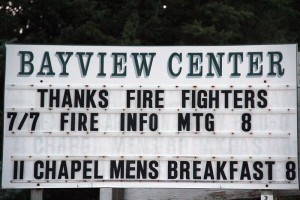 BAYVIEW CENTER
THANKS FIRE FIGHTERS
7/7 FIRE INFO MTG 8
11 CHAPEL MENS BREAKFAST 8